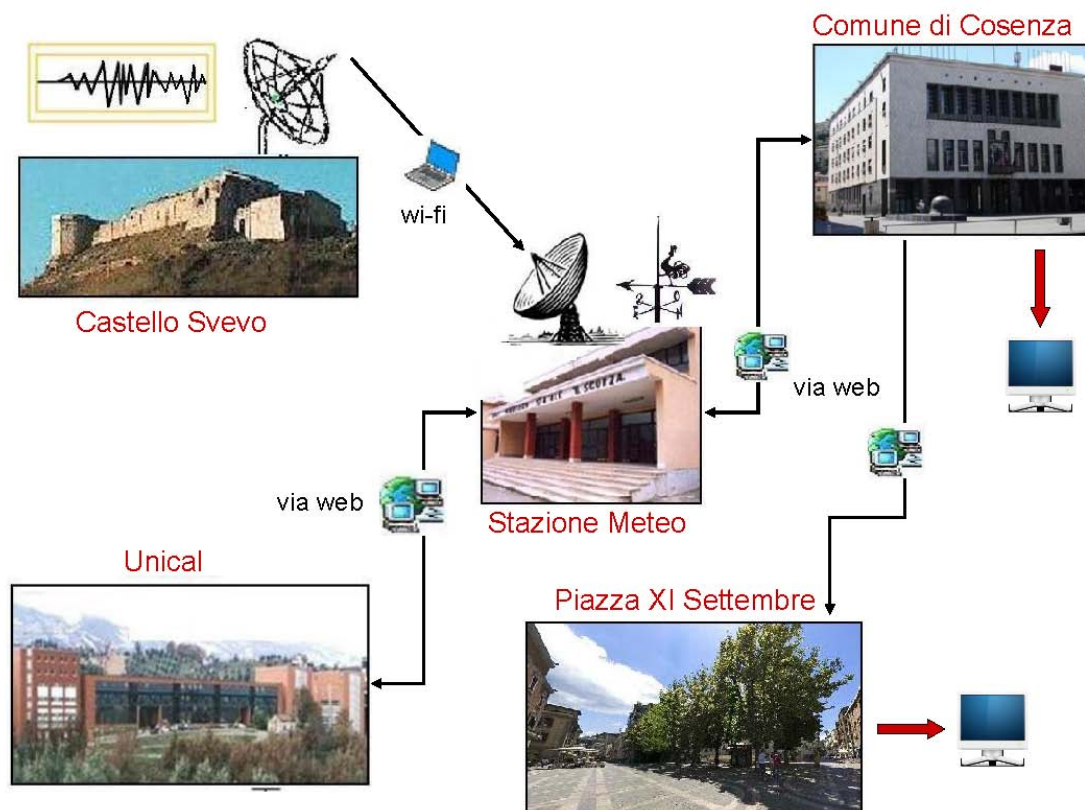 Comune di Cosenza
wi-fi
Castello Svevo
via web
via web
Stazione Meteo
Unical
Piazza XI Settembre